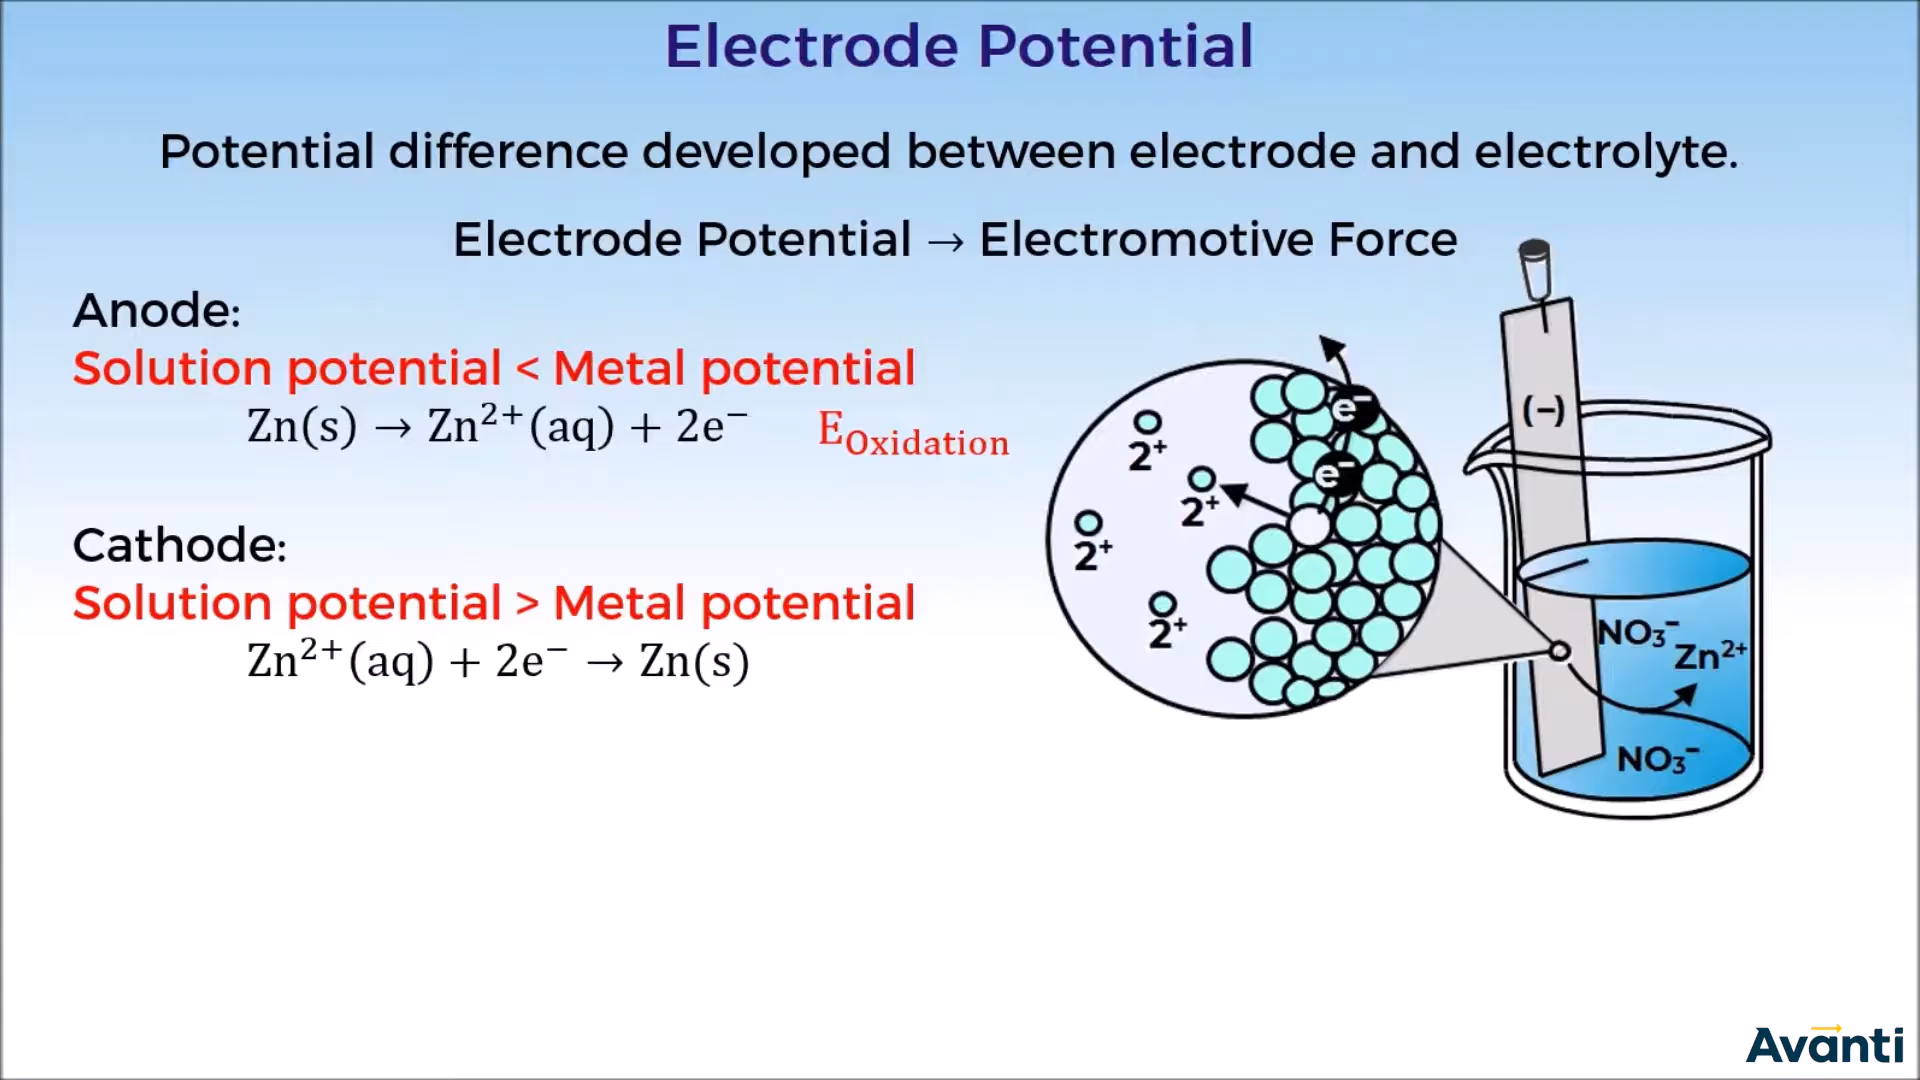 Electrode Potential
Potential difference developed between electrode and electrolyte.
Electrode Potential → Electromotive Force
Anode:
Solution potential < Metal potential
Zn(s) → Zn²⁺(aq) + 2e⁻ E_Oxidation
Cathode:
Solution potential > Metal potential
Zn²⁺(aq) + 2e⁻ → Zn(s)
e⁻
e⁻
2⁺
2⁺
2⁺
2⁺
(−)
NO₃⁻
Zn²⁺
NO₃⁻
Avanti